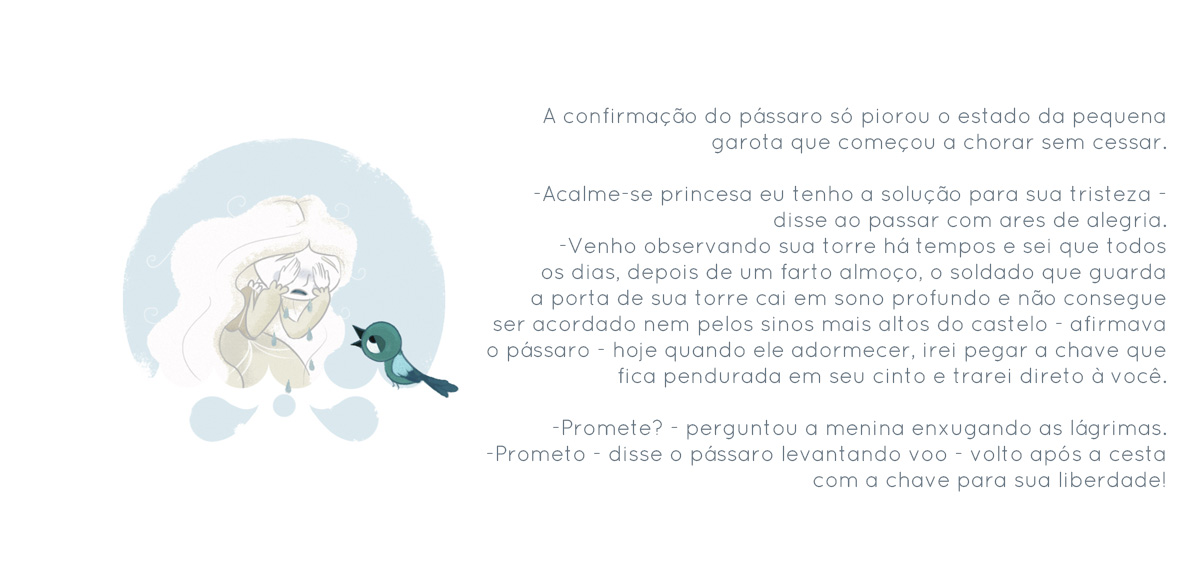 A confirmação do pássaro só piorou o estado da pequena
garota que começou a chorar sem cessar.
-Acalme-se princesa eu tenho a solução para sua tristeza -
disse ao passar com ares de alegria.
-Venho observando sua torre há tempos e sei que todos
os dias, depois de um farto almoço, o soldado que guarda
a porta de sua torre cai em sono profundo e não consegue
ser acordado nem pelos sinos mais altos do castelo - afirmava
o pássaro - hoje quando ele adormecer, irei pegar a chave que
fica pendurada em seu cinto e trarei direto à você.
-Promete? - perguntou a menina enxugando as lágrimas.
-Prometo - disse o pássaro levantando voo - volto após a cesta
com a chave para sua liberdade!